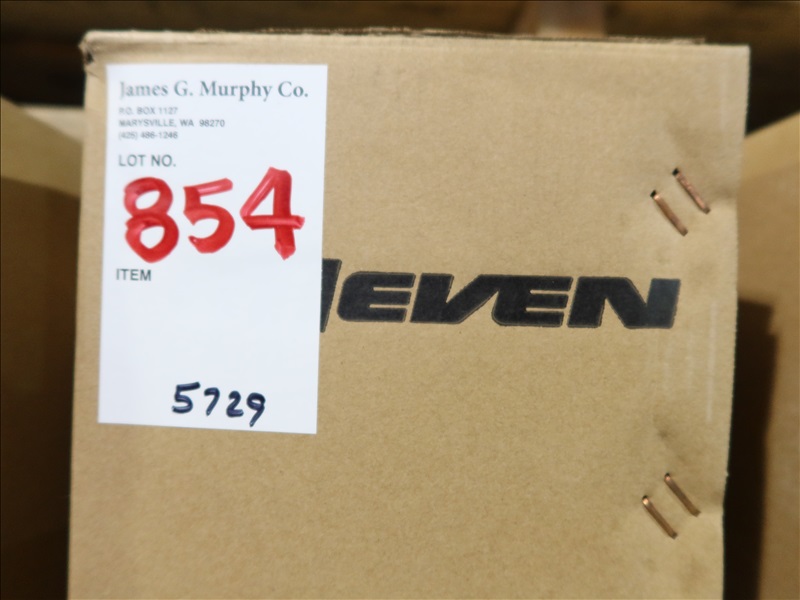 James G. Murphy Co.
P.O. BOX 1127
MARYSVILLE, WA 98270
(425) 486-1246
LOT NO.
854
ITEM
EVEN
5729